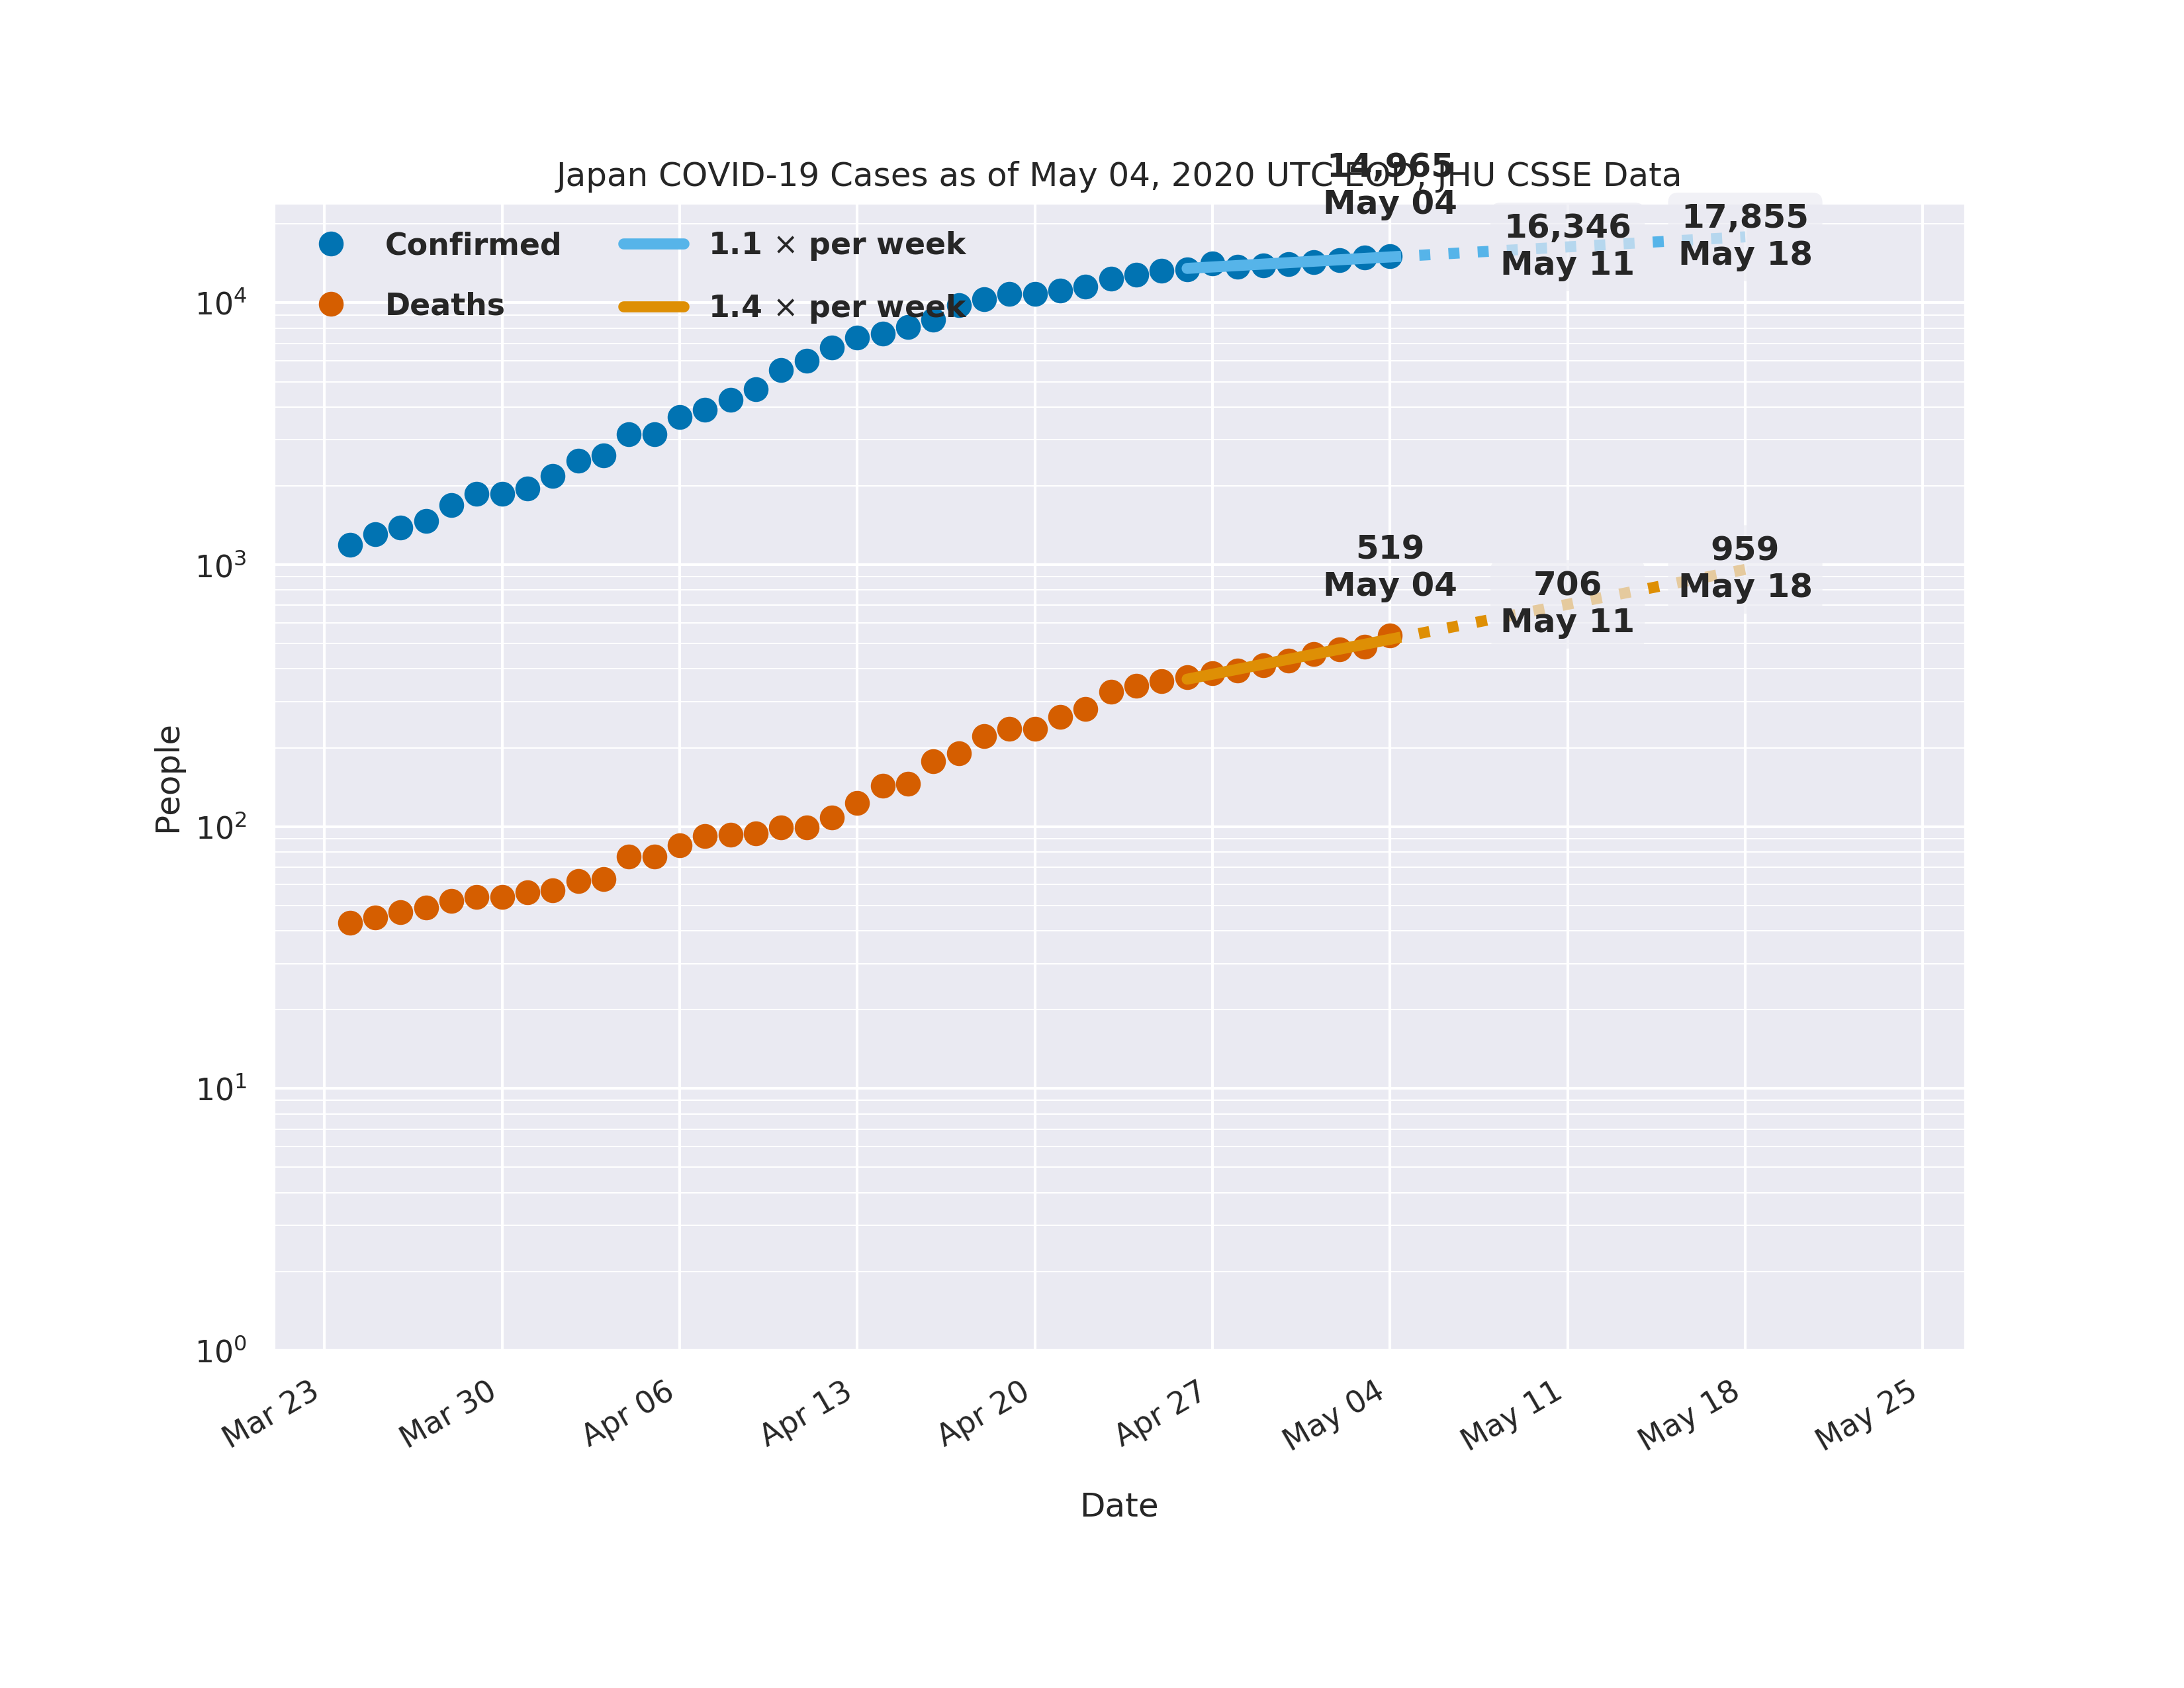 Japan COVID-19 Cases as of May 04, 2020 UTC EOD, JHU CSSE Data
14,965
May 04
16,346
May 11
17,855
May 18
Confirmed
Deaths
1.1 × per week
1.4 × per week
519
May 04
706
May 11
959
May 18
People
10⁴
10³
10²
10¹
10⁰
Mar 23
Mar 30
Apr 06
Apr 13
Apr 20
Apr 27
May 04
May 11
May 18
May 25
Date